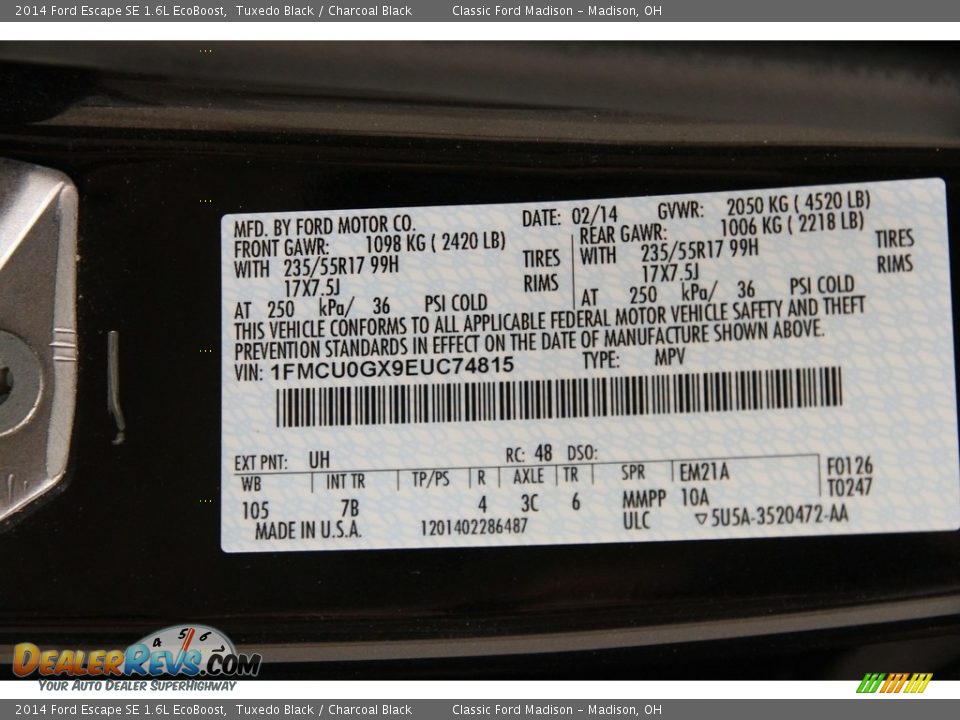 2014 Ford Escape SE 1.6L EcoBoost, Tuxedo Black / Charcoal Black Classic Ford Madison - Madison, OH
MFD. BY FORD MOTOR CO. DATE: 02/14 GVWR: 2050 KG ( 4520 LB)
FRONT GAWR: 1098 KG ( 2420 LB) REAR GAWR: 1006 KG ( 2218 LB)
WITH 235/55R17 99H TIRES WITH 235/55R17 99H TIRES
17X7.5J RIMS 17X7.5J RIMS
AT 250 kPa/ 36 PSI COLD AT 250 kPa/ 36 PSI COLD
THIS VEHICLE CONFORMS TO ALL APPLICABLE FEDERAL MOTOR VEHICLE SAFETY AND THEFT
PREVENTION STANDARDS IN EFFECT ON THE DATE OF MANUFACTURE SHOWN ABOVE.
VIN: 1FMCU0GX9EUC74815 TYPE: MPV
EXT PNT: UH RC: 48 DSO:
WB INT TR TP/PS R AXLE TR SPR EM21A F0126
105 7B 4 3C 6 MMPP 10A T0247
MADE IN U.S.A. 1201402286487 ULC ▽5U5A-3520472-AA
4 5 6
DEALERREVS.COM
YOUR AUTO DEALER SUPERHIGHWAY
2014 Ford Escape SE 1.6L EcoBoost, Tuxedo Black / Charcoal Black Classic Ford Madison - Madison, OH